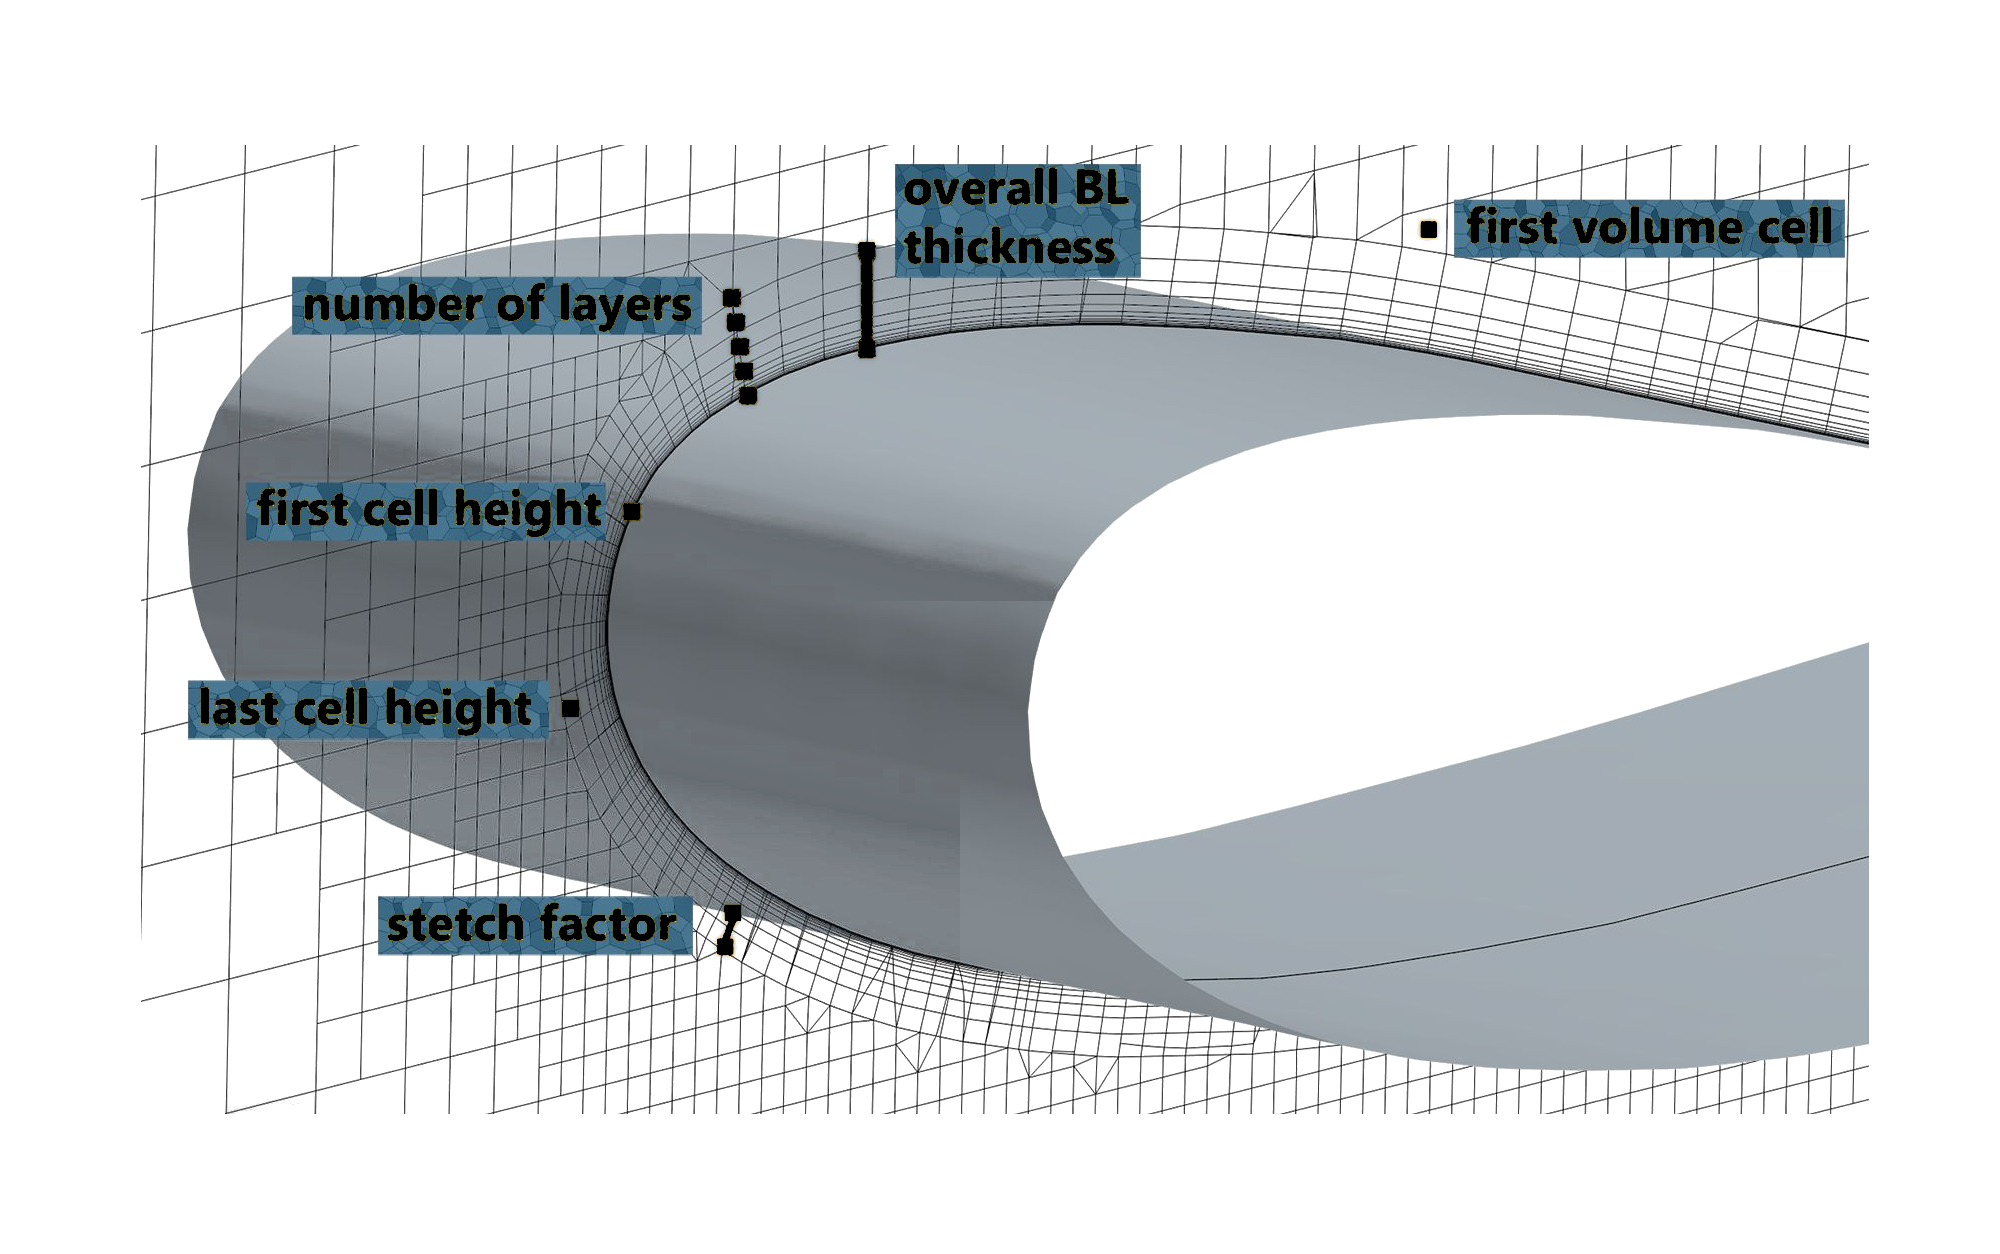 overall BL
thickness
first volume cell
number of layers
first cell height
last cell height
stetch factor